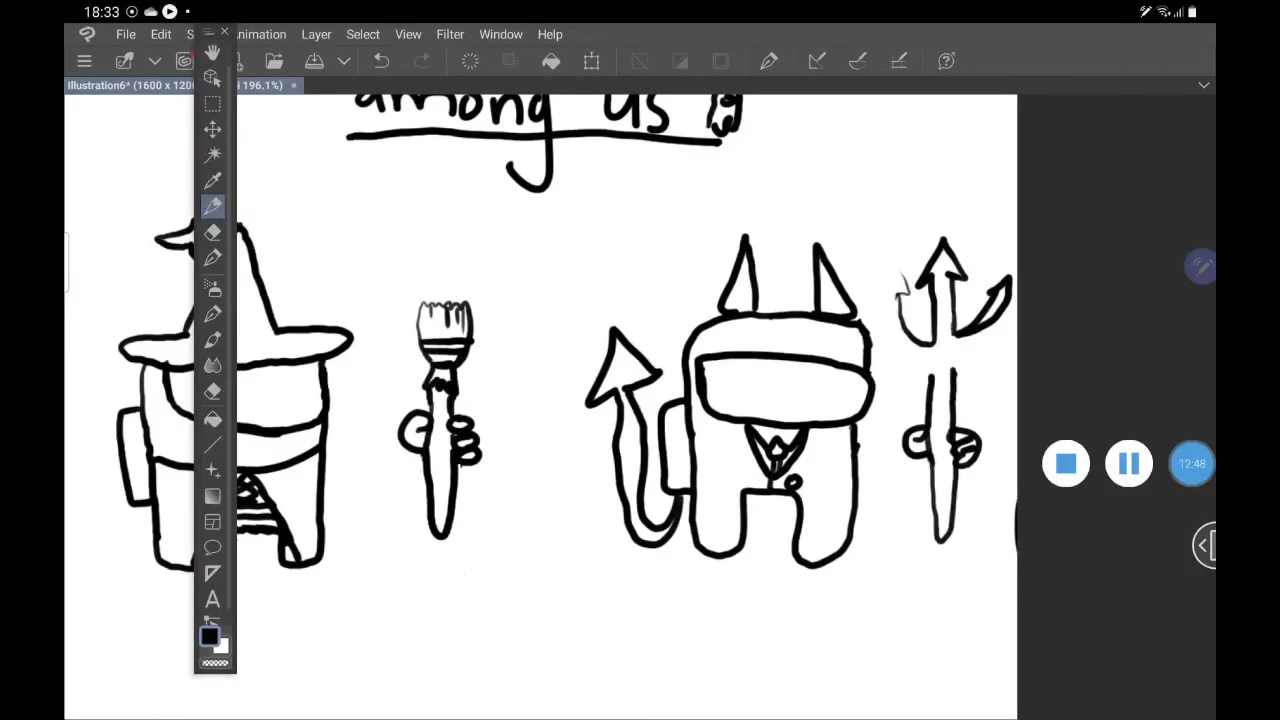 18:33
File Edit S nimation Layer Select View Filter Window Help
Illustration6* (1600 x 120 i 196.1%)
among us
12:48